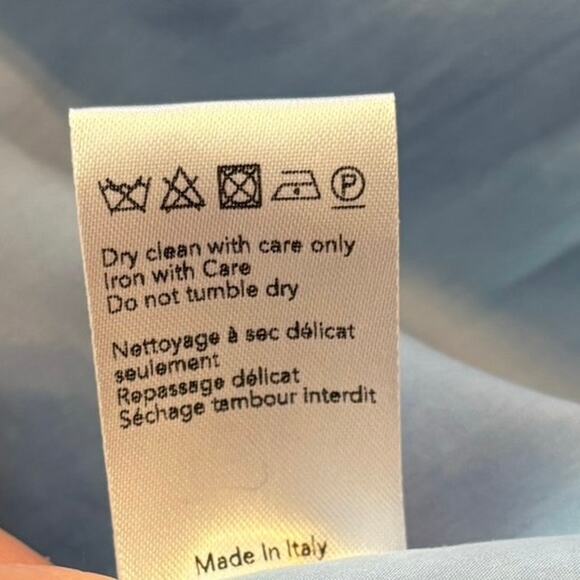 P
Dry clean with care only
Iron with Care
Do not tumble dry
Nettoyage à sec délicat
seulement
Repassage délicat
Séchage tambour interdit
Made In Italy